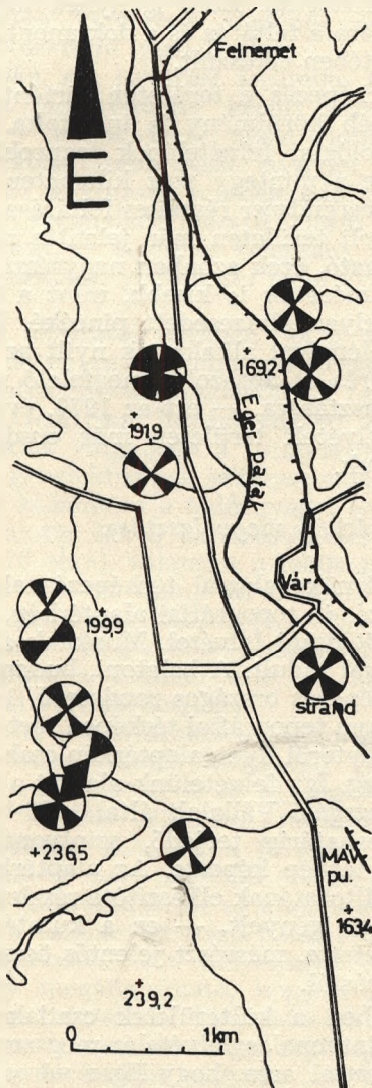 Felnémet
É
+169,2
+191,9
Eger patak
Vár
+199,9
strand
+236,5
MÁV
pu.
+163,4
+239,2
0 1km